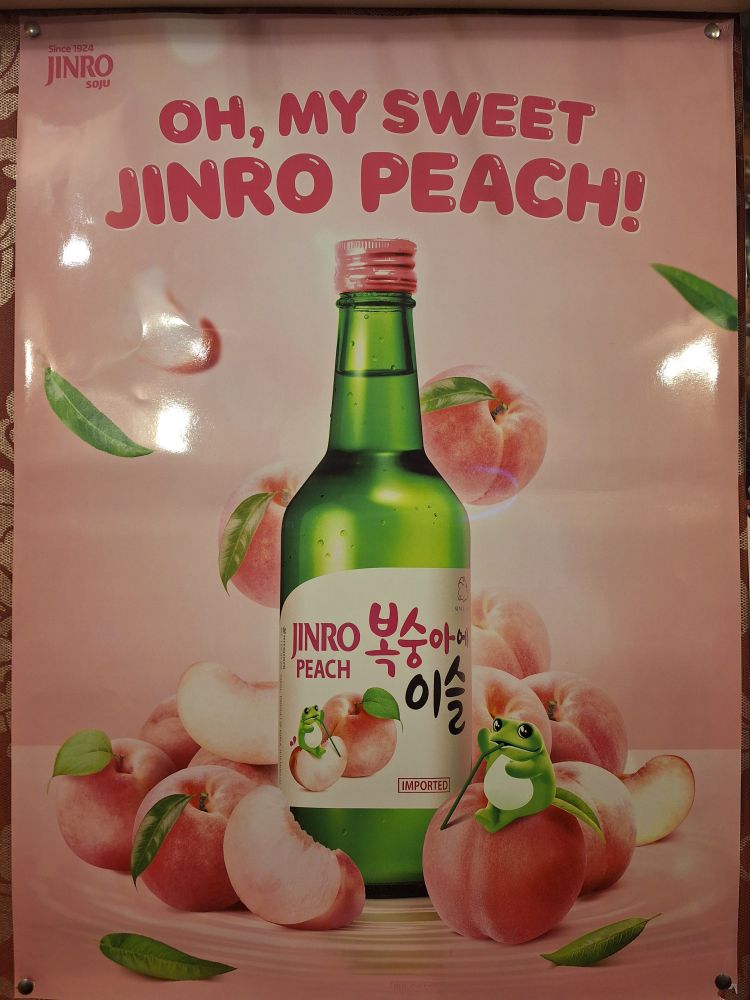 Since 1924
JINRO
SOJU
OH, MY SWEET
JINRO PEACH!
JINRO
PEACH
복숭아에
이슬
IMPORTED